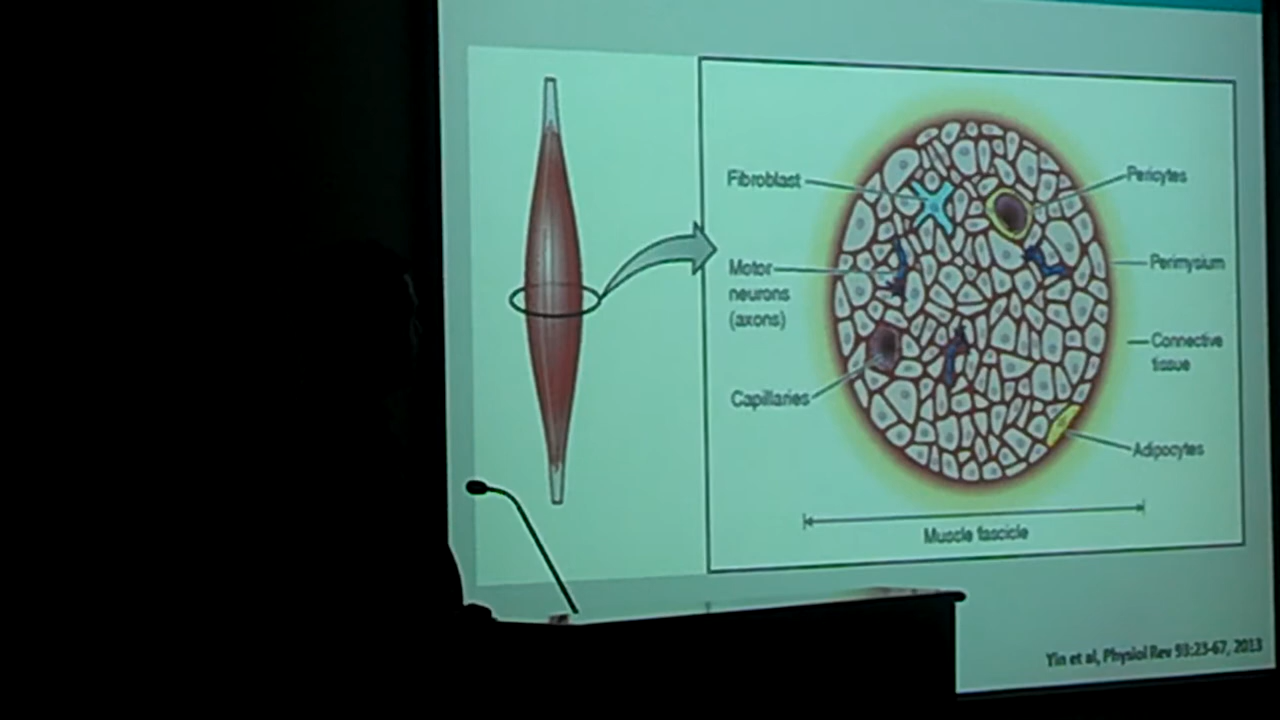 Fibroblast
Motor
neurons
(axons)
Capillaries
Pericytes
Perimysium
Connective
tissue
Adipocytes
Muscle fascicle
Yin et al, Physiol Rev 93:23-67, 2013